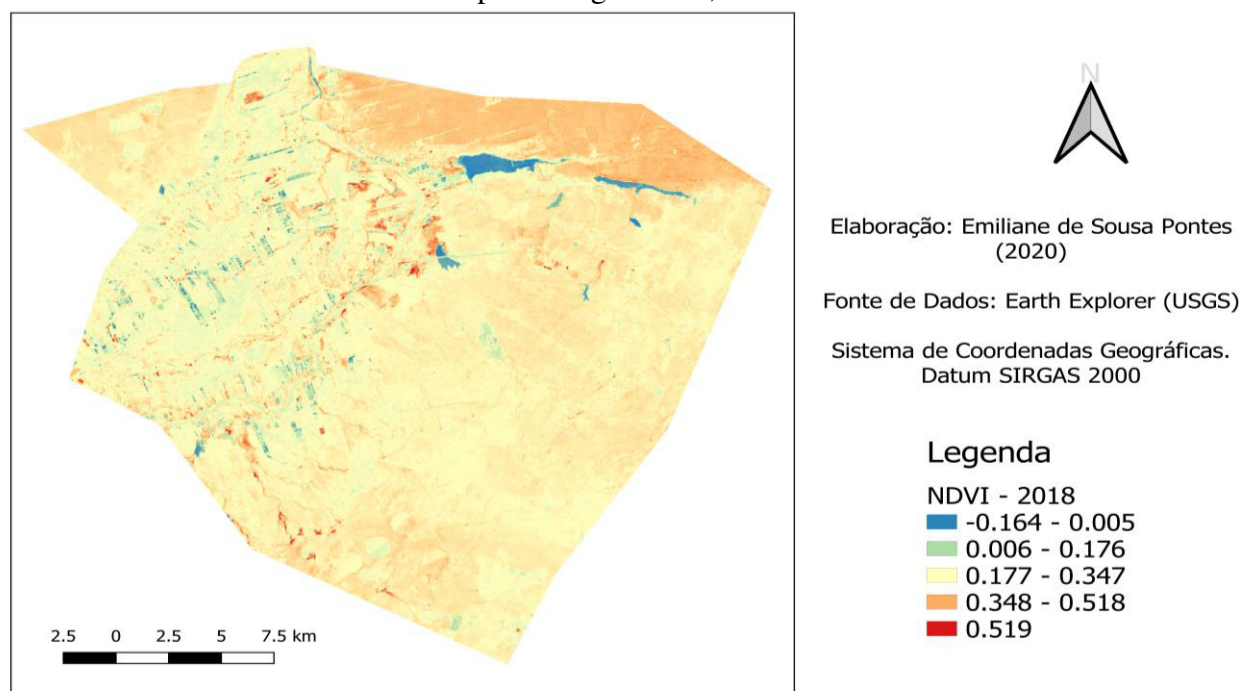 N
Elaboração: Emiliane de Sousa Pontes
(2020)
Fonte de Dados: Earth Explorer (USGS)
Sistema de Coordenadas Geográficas.
Datum SIRGAS 2000
Legenda
NDVI - 2018
-0.164 - 0.005
0.006 - 0.176
0.177 - 0.347
0.348 - 0.518
0.519
2.5 0 2.5 5 7.5 km